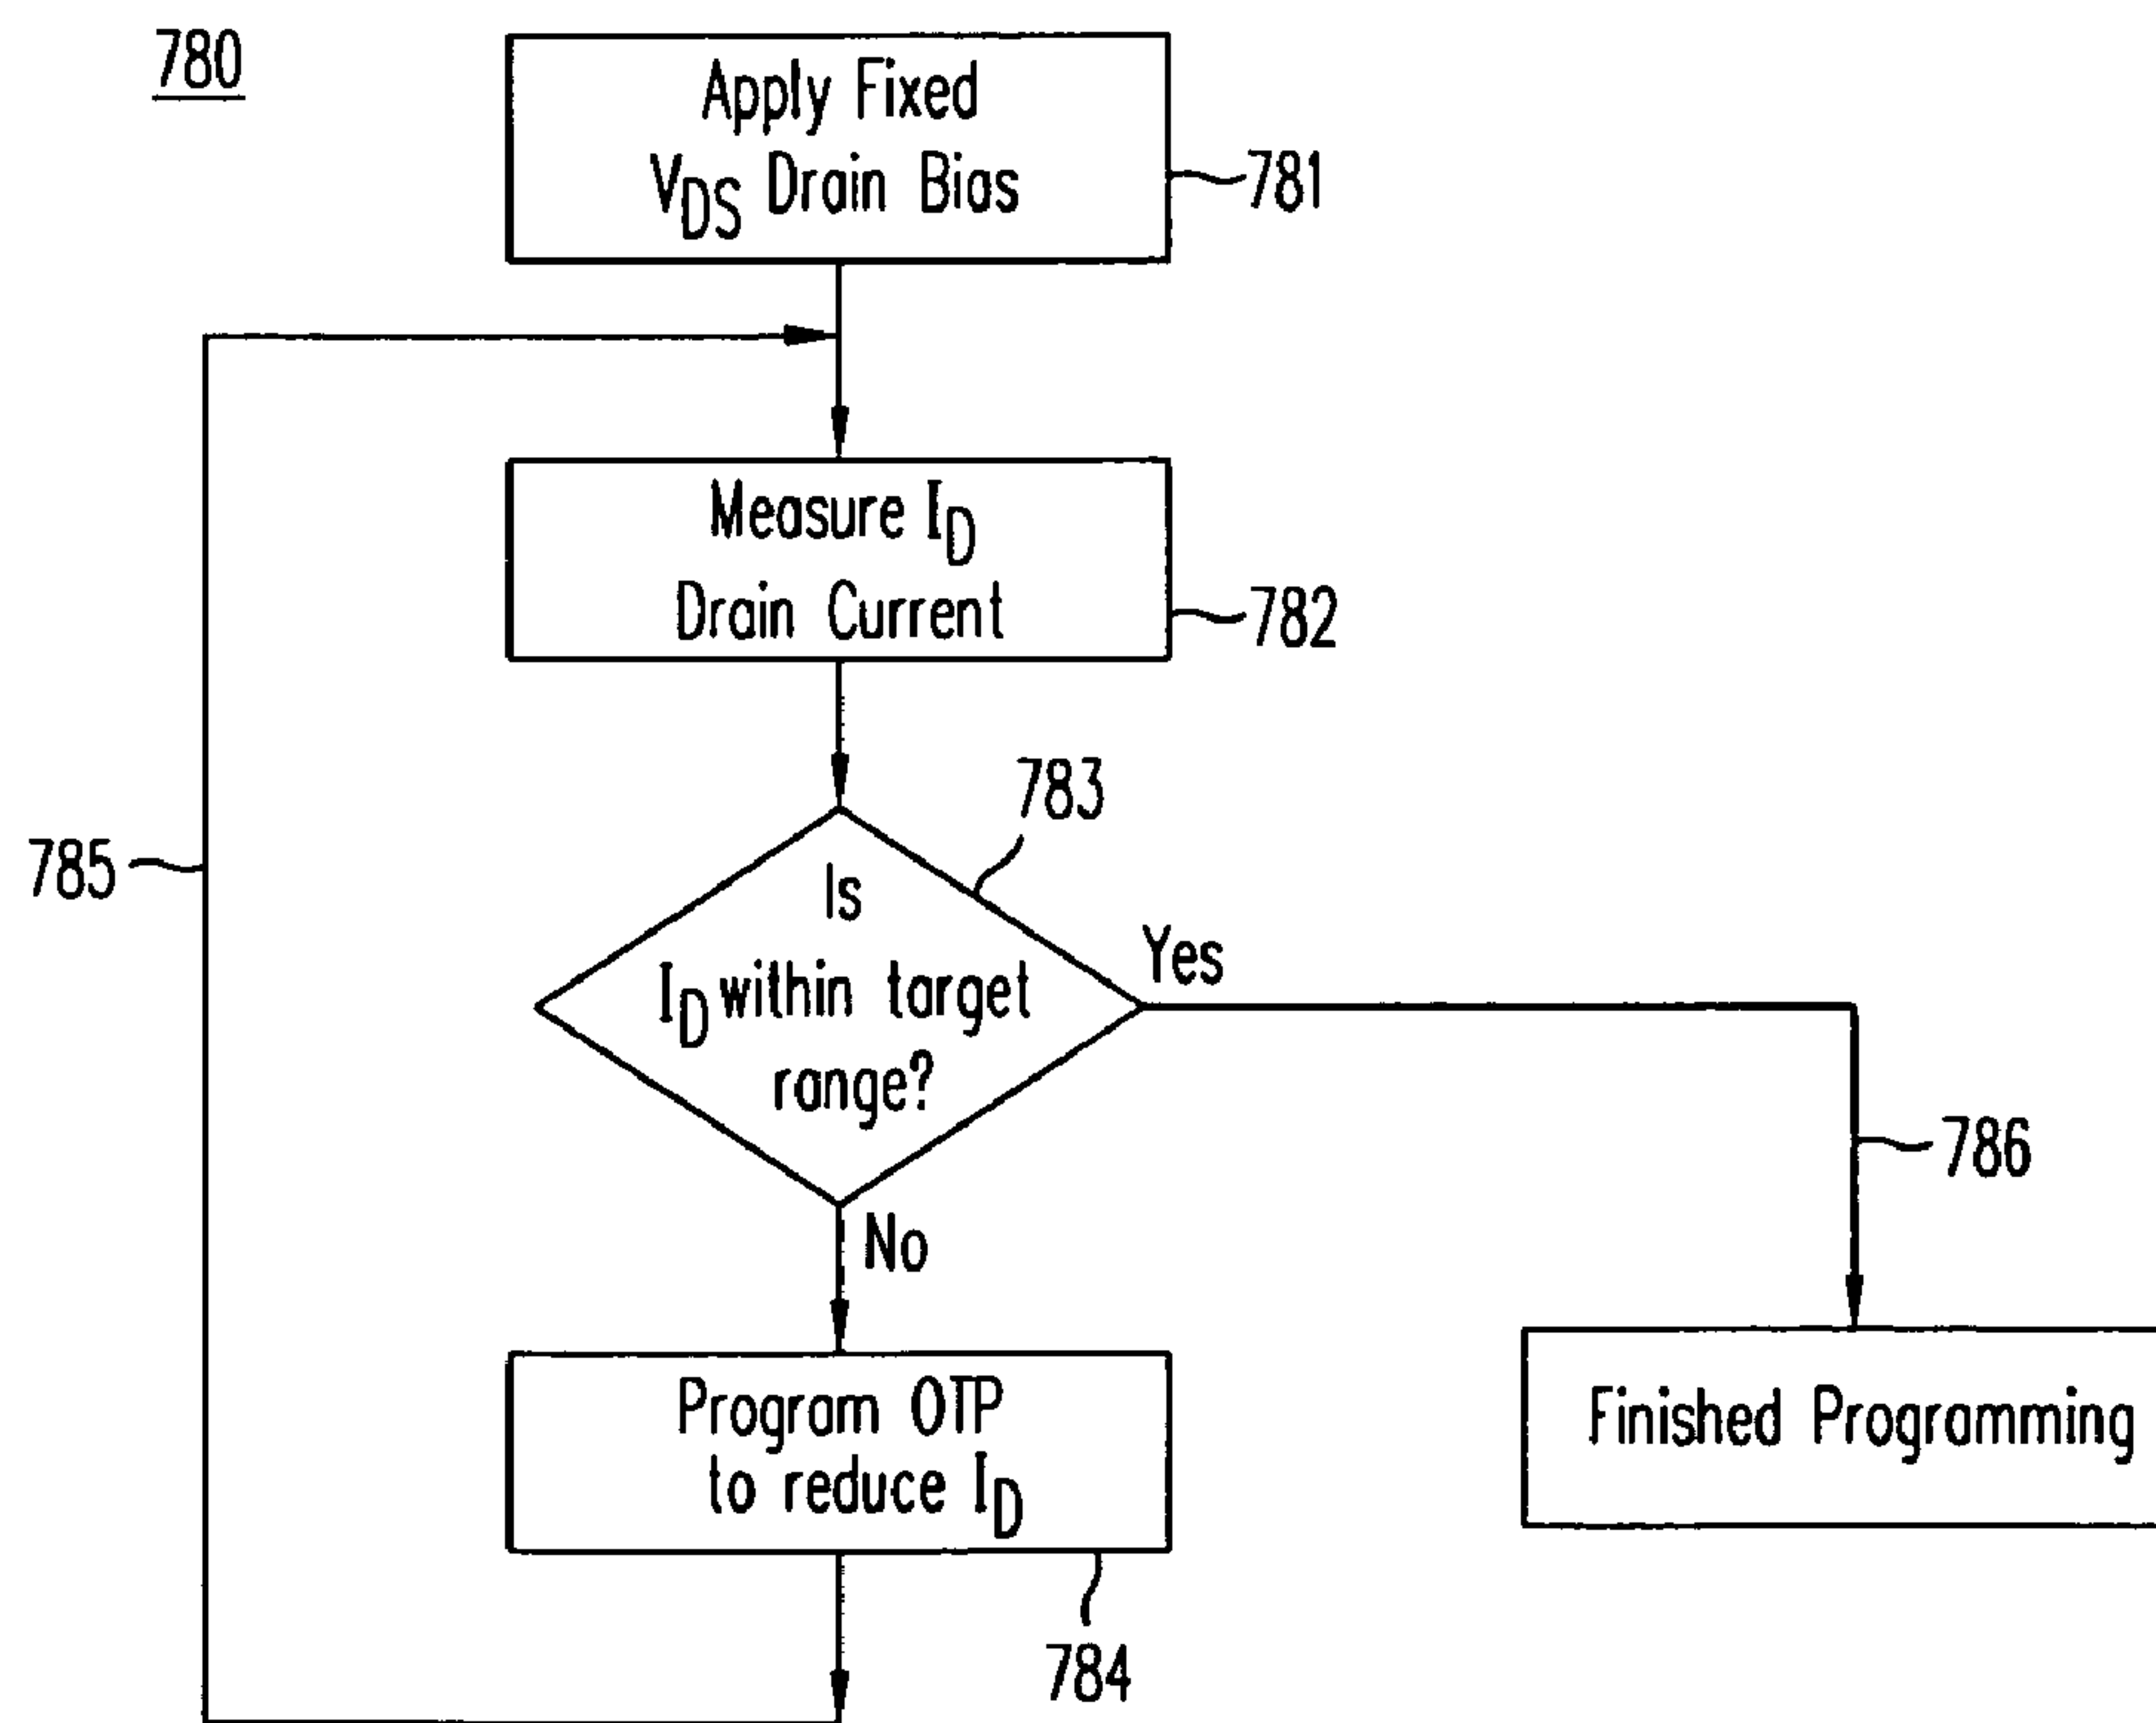 780
Apply Fixed
VDS Drain Bias
781
Measure ID
Drain Current
782
783
785
Is
ID within target
range?
Yes
786
No
Program OTP
to reduce ID
Finished Programming
784